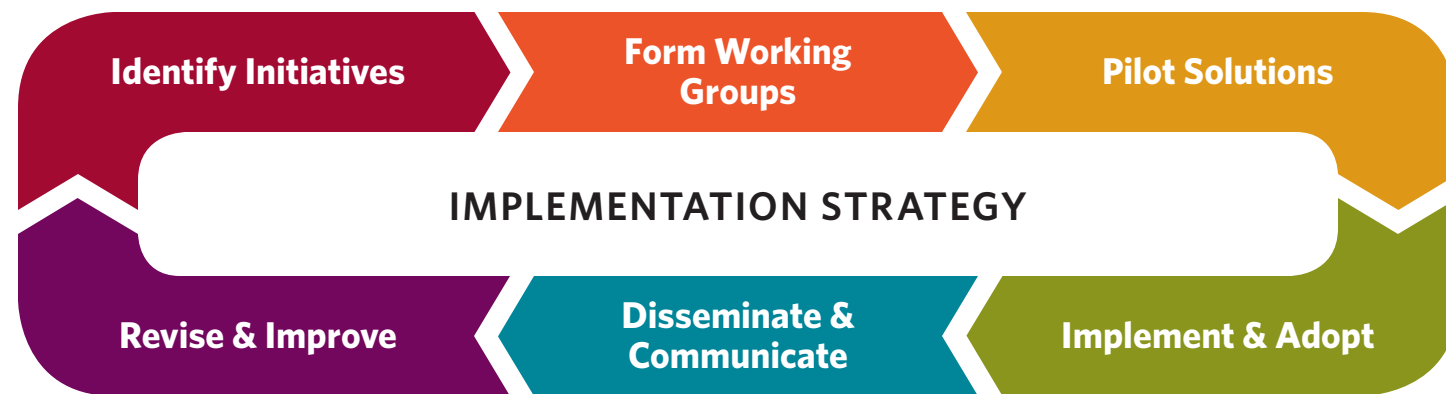 Identify Initiatives
Form Working
Groups
Pilot Solutions
IMPLEMENTATION STRATEGY
Revise & Improve
Disseminate &
Communicate
Implement & Adopt